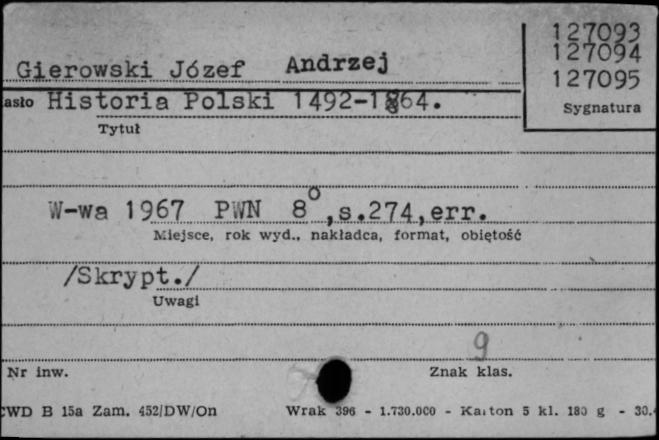 127093
127094
127095
Sygnatura
Gierowski Józef Andrzej
asło Historia Polski 1492-1864.
Tytuł
W-wa 1967 PWN 8°,s.274,err.
Miejsce, rok wyd., nakładca, format, objętość
/Skrypt./
Uwagi
9
Nr inw.
Znak klas.
CWD B 15a Zam. 452/DW/On Wrak 396 - 1.730.000 - Karton 5 kl. 180 g - 30.